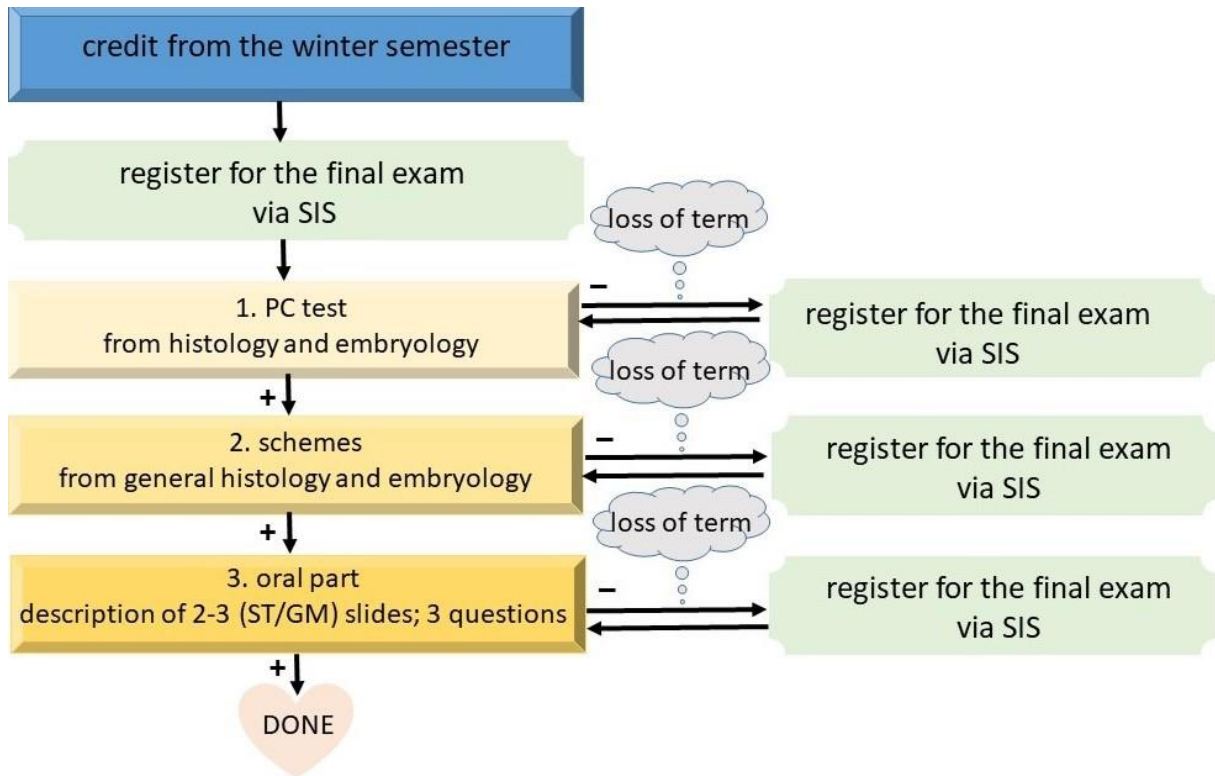 credit from the winter semester
register for the final exam
via SIS
loss of term
–
1. PC test
from histology and embryology
register for the final exam
via SIS
+
loss of term
–
2. schemes
from general histology and embryology
register for the final exam
via SIS
+
loss of term
–
3. oral part
description of 2-3 (ST/GM) slides; 3 questions
register for the final exam
via SIS
+
DONE